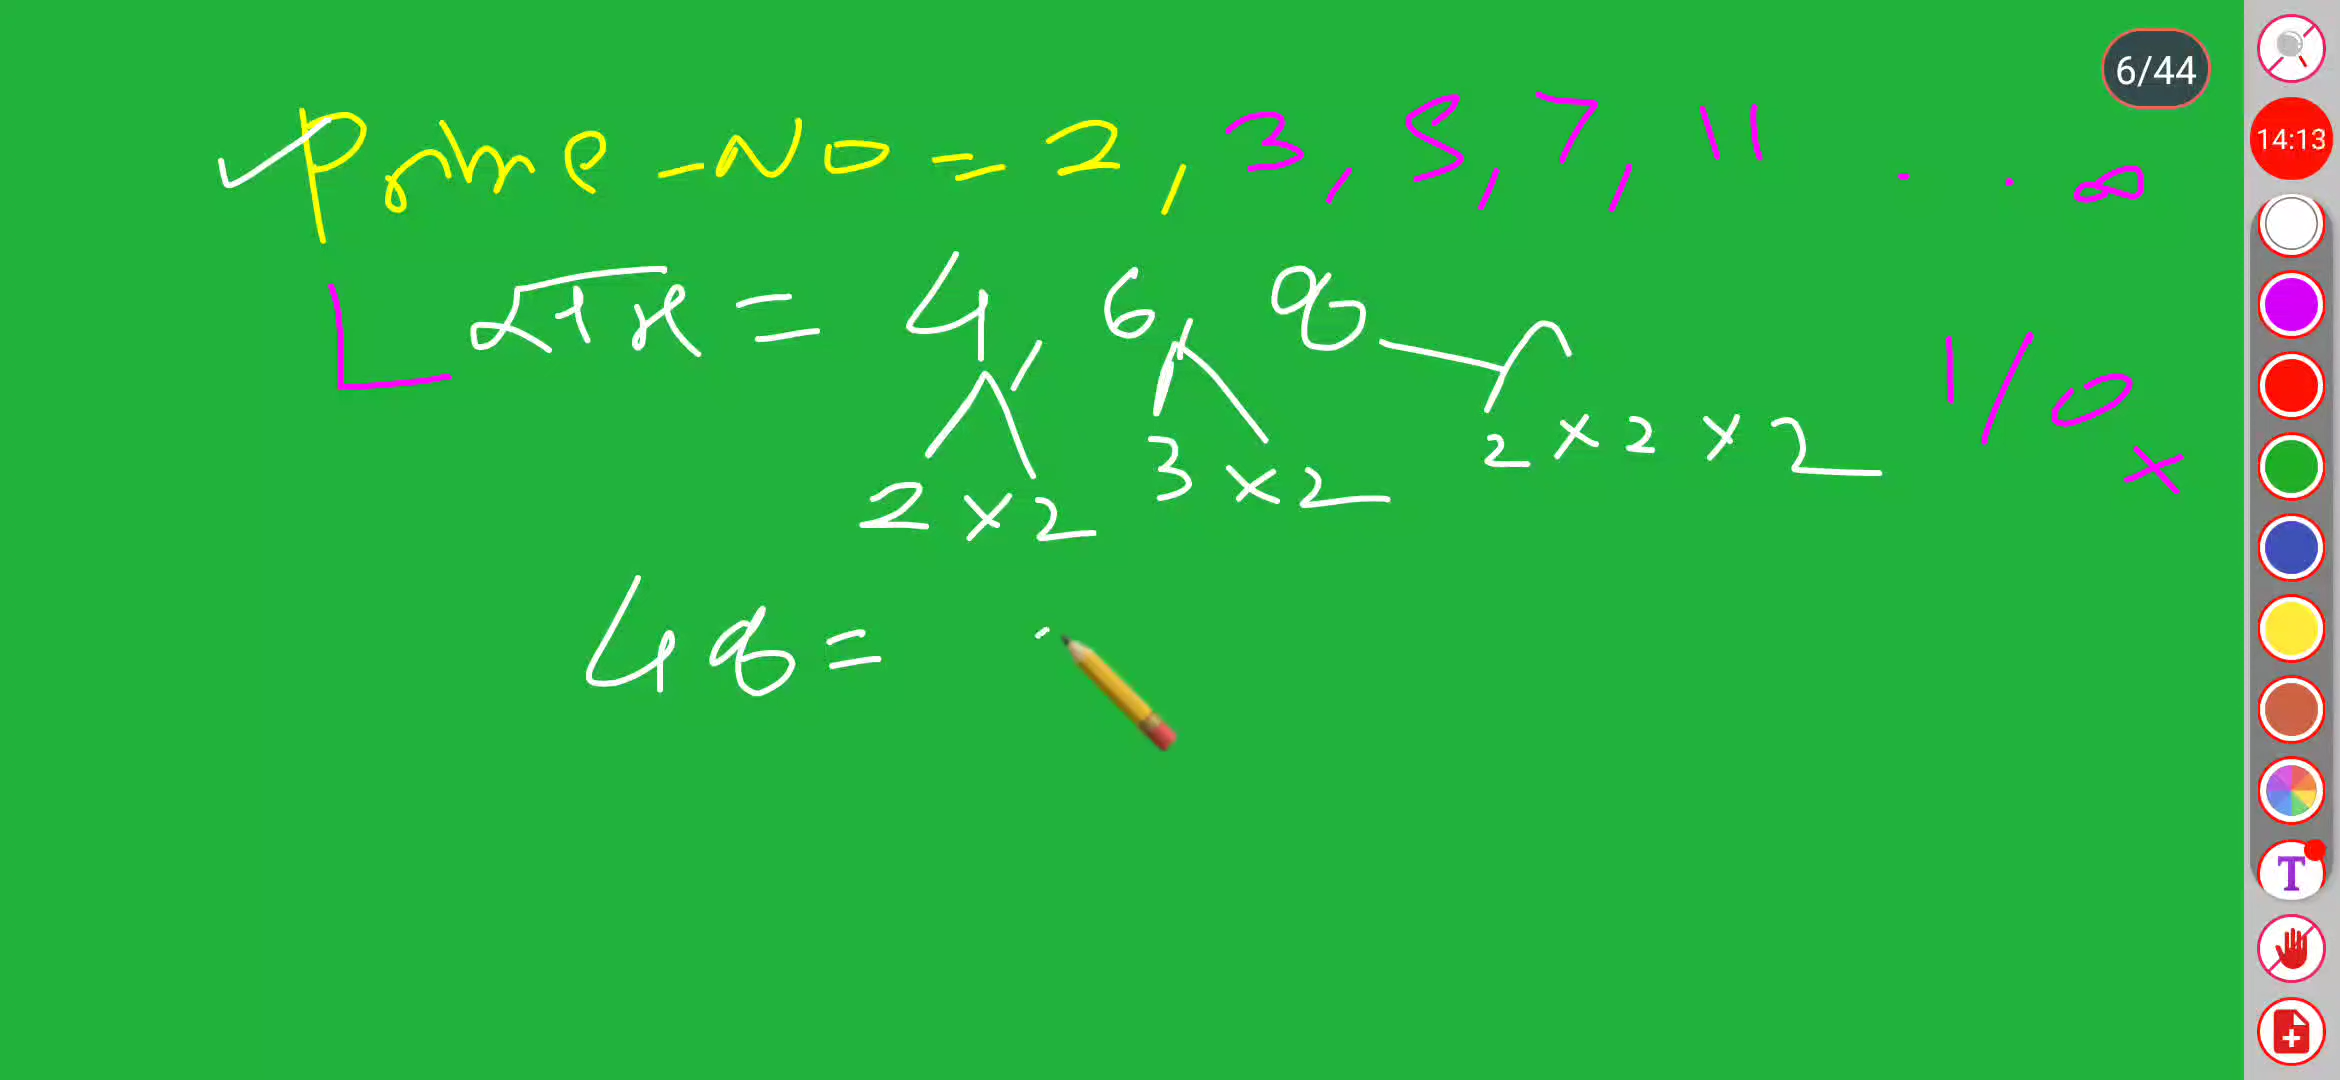 6/44
Prime-No = 2, 3, 5, 7, 11 . . ∞
14:13
= 4, 6, 8
1/0 ×
2 × 2 3 × 2 2 × 2 × 2
48 =
T